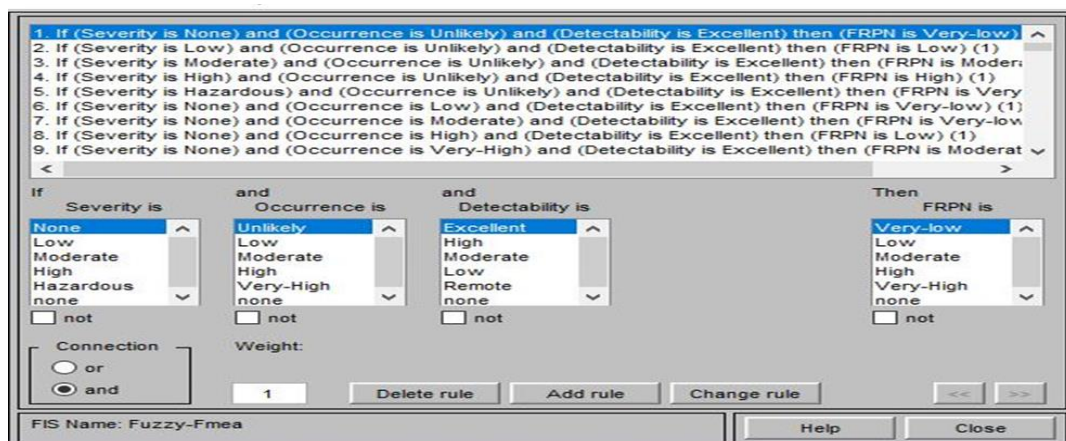 1. If (Severity is None) and (Occurrence is Unlikely) and (Detectability is Excellent) then (FRPN is Very-low)
2. If (Severity is Low) and (Occurrence is Unlikely) and (Detectability is Excellent) then (FRPN is Low) (1)
3. If (Severity is Moderate) and (Occurrence is Unlikely) and (Detectability is Excellent) then (FRPN is Modera
4. If (Severity is High) and (Occurrence is Unlikely) and (Detectability is Excellent) then (FRPN is High) (1)
5. If (Severity is Hazardous) and (Occurrence is Unlikely) and (Detectability is Excellent) then (FRPN is Very
6. If (Severity is None) and (Occurrence is Low) and (Detectability is Excellent) then (FRPN is Very-low) (1)
7. If (Severity is None) and (Occurrence is Moderate) and (Detectability is Excellent) then (FRPN is Very-low
8. If (Severity is None) and (Occurrence is High) and (Detectability is Excellent) then (FRPN is Low) (1)
9. If (Severity is None) and (Occurrence is Very-High) and (Detectability is Excellent) then (FRPN is Moderat
If
Severity is
None
Low
Moderate
High
Hazardous
none
not
and
Occurrence is
Unlikely
Low
Moderate
High
Very-High
none
not
and
Detectability is
Excellent
High
Moderate
Low
Remote
none
not
Then
FRPN is
Very-low
Low
Moderate
High
Very-High
none
not
Connection
or
and
Weight:
1
Delete rule
Add rule
Change rule
<<
>>
FIS Name: Fuzzy-Fmea
Help
Close